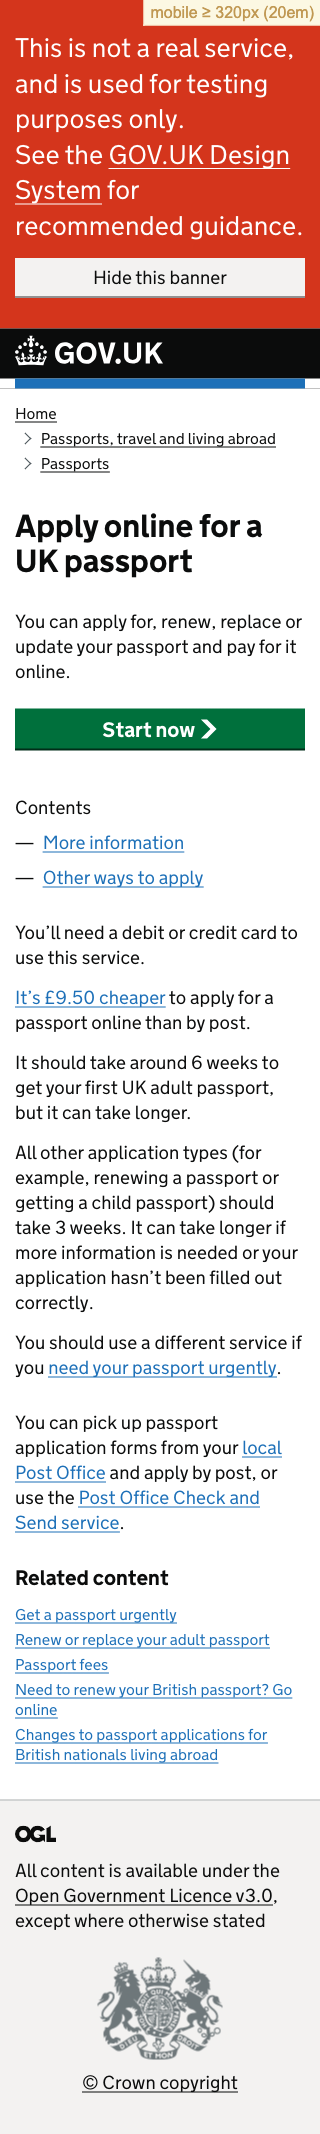 mobile ≥ 320px (20em)
This is not a real service,
and is used for testing
purposes only.
See the GOV.UK Design
System for
recommended guidance.
Hide this banner
GOV.UK
Home
Passports, travel and living abroad
Passports
Apply online for a
UK passport
You can apply for, renew, replace or
update your passport and pay for it
online.
Start now
Contents
— More information
— Other ways to apply
You’ll need a debit or credit card to
use this service.
It’s £9.50 cheaper to apply for a
passport online than by post.
It should take around 6 weeks to
get your first UK adult passport,
but it can take longer.
All other application types (for
example, renewing a passport or
getting a child passport) should
take 3 weeks. It can take longer if
more information is needed or your
application hasn’t been filled out
correctly.
You should use a different service if
you need your passport urgently.
You can pick up passport
application forms from your local
Post Office and apply by post, or
use the Post Office Check and
Send service.
Related content
Get a passport urgently
Renew or replace your adult passport
Passport fees
Need to renew your British passport? Go
online
Changes to passport applications for
British nationals living abroad
OGL
All content is available under the
Open Government Licence v3.0,
except where otherwise stated
© Crown copyright